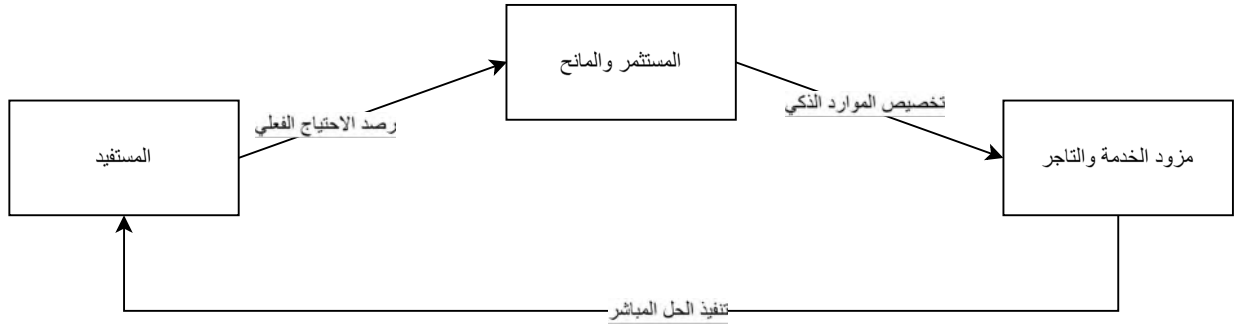 المستثمر والمانح
تخصيص الموارد الذكي
رصد الاحتياج الفعلي
مزود الخدمة والتاجر
المستفيد
تنفيذ الحل المباشر